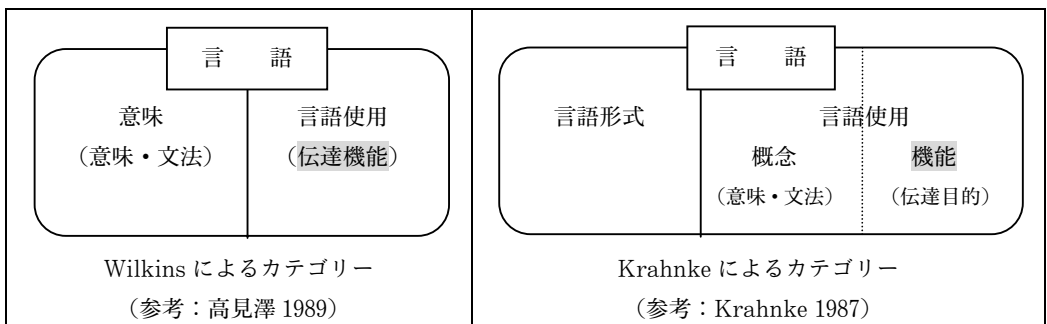 言　語
意味
（意味・文法）
言語使用
（伝達機能）
Wilkins によるカテゴリー
（参考：高見澤 1989）
言　語
言語形式
言語使用
概念
（意味・文法）
機能
（伝達目的）
Krahnke によるカテゴリー
（参考：Krahnke 1987）